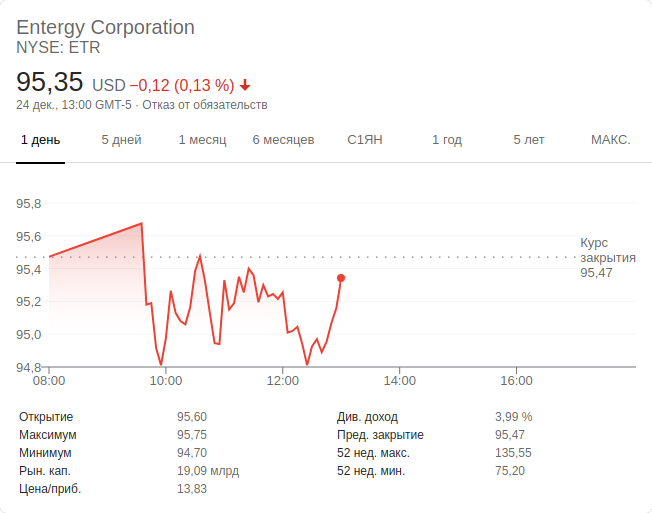 Entergy Corporation
NYSE: ETR
95,35 USD −0,12 (0,13 %)
24 дек., 13:00 GMT-5 · Отказ от обязательств
1 день 5 дней 1 месяц 6 месяцев С1ЯН 1 год 5 лет МАКС.
95,8
95,6
95,4
95,2
95,0
94,8
Курс
закрытия
95,47
08:00 10:00 12:00 14:00 16:00
Открытие 95,60 Див. доход 3,99 %
Максимум 95,75 Пред. закрытие 95,47
Минимум 94,70 52 нед. макс. 135,55
Рын. кап. 19,09 млрд 52 нед. мин. 75,20
Цена/приб. 13,83